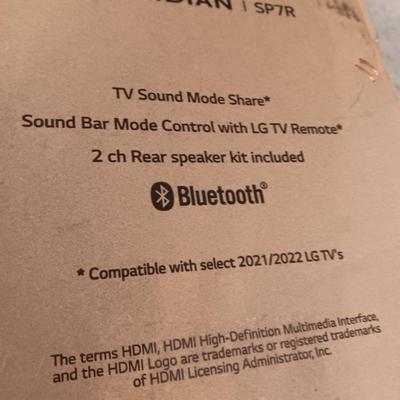 | SP7R
TV Sound Mode Share*
Sound Bar Mode Control with LG TV Remote*
2 ch Rear speaker kit included
Bluetooth®
* Compatible with select 2021/2022 LG TV's
The terms HDMI, HDMI High-Definition Multimedia Interface,
and the HDMI Logo are trademarks or registered trademarks
of HDMI Licensing Administrator, Inc.